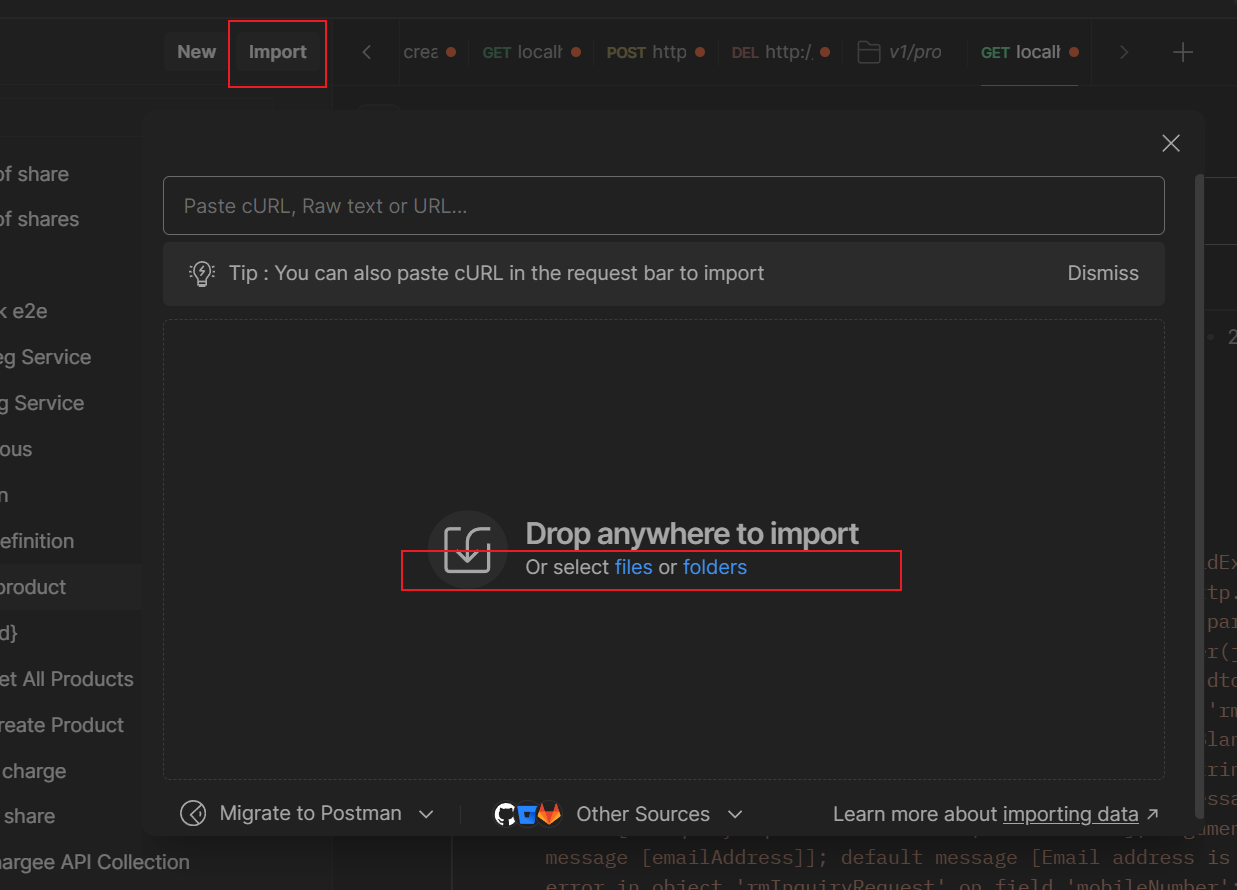 New
Import
crea
GET locall
POST http
DEL http:/
v1/pro
GET locall
of share
of shares
k e2e
eg Service
g Service
ous
n
efinition
product
d}
et All Products
reate Product
charge
share
argee API Collection
Paste cURL, Raw text or URL...
Tip : You can also paste cURL in the request bar to import
Dismiss
Drop anywhere to import
Or select files or folders
Migrate to Postman
Other Sources
Learn more about importing data
message [emailAddress]]; default message [Email address is
error in object 'rmInquiryRequest' on field 'mobileNumber'